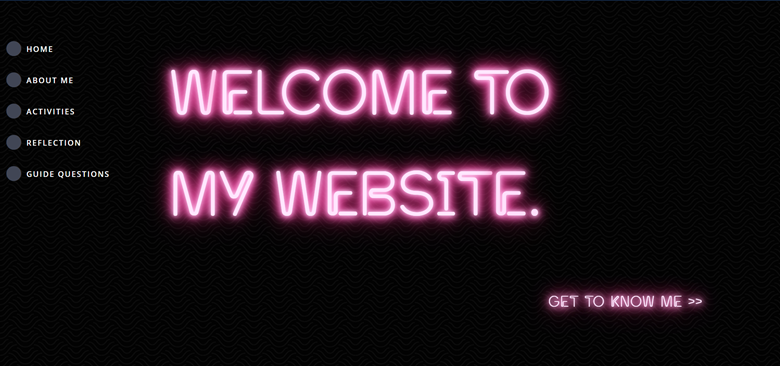 HOME
ABOUT ME
ACTIVITIES
REFLECTION
GUIDE QUESTIONS
WELCOME TO
MY WEBSITE.
GET TO KNOW ME >>